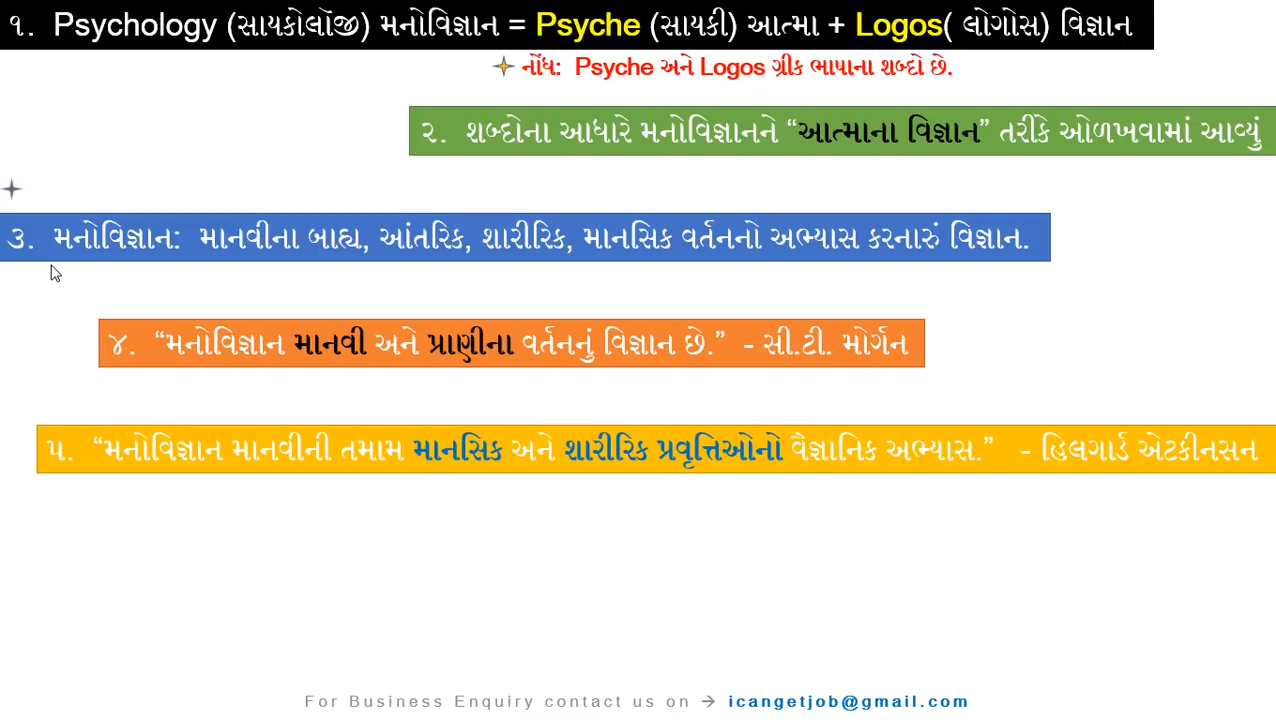 ૧. Psychology (સાયકોલૉજી) મનોવિજ્ઞાન = Psyche (સાયકી) આત્મા + Logos( લોગોસ) વિજ્ઞાન
નોંધ: Psyche અને Logos ગ્રીક ભાષાના શબ્દો છે.
૨. શબ્દોના આધારે મનોવિજ્ઞાનને “આત્માના વિજ્ઞાન” તરીકે ઓળખવામાં આવ્યું
૩. મનોવિજ્ઞાન: માનવીના બાહ્ય, આંતરિક, શારીરિક, માનસિક વર્તનનો અભ્યાસ કરનારું વિજ્ઞાન.
૪. “મનોવિજ્ઞાન માનવી અને પ્રાણીના વર્તનનું વિજ્ઞાન છે.” - સી.ટી. મોર્ગન
૫. “મનોવિજ્ઞાન માનવીની તમામ માનસિક અને શારીરિક પ્રવૃત્તિઓનો વૈજ્ઞાનિક અભ્યાસ.” - હિલગાર્ડ એટકીનસન
For Business Enquiry contact us on → icangetjob@gmail.com